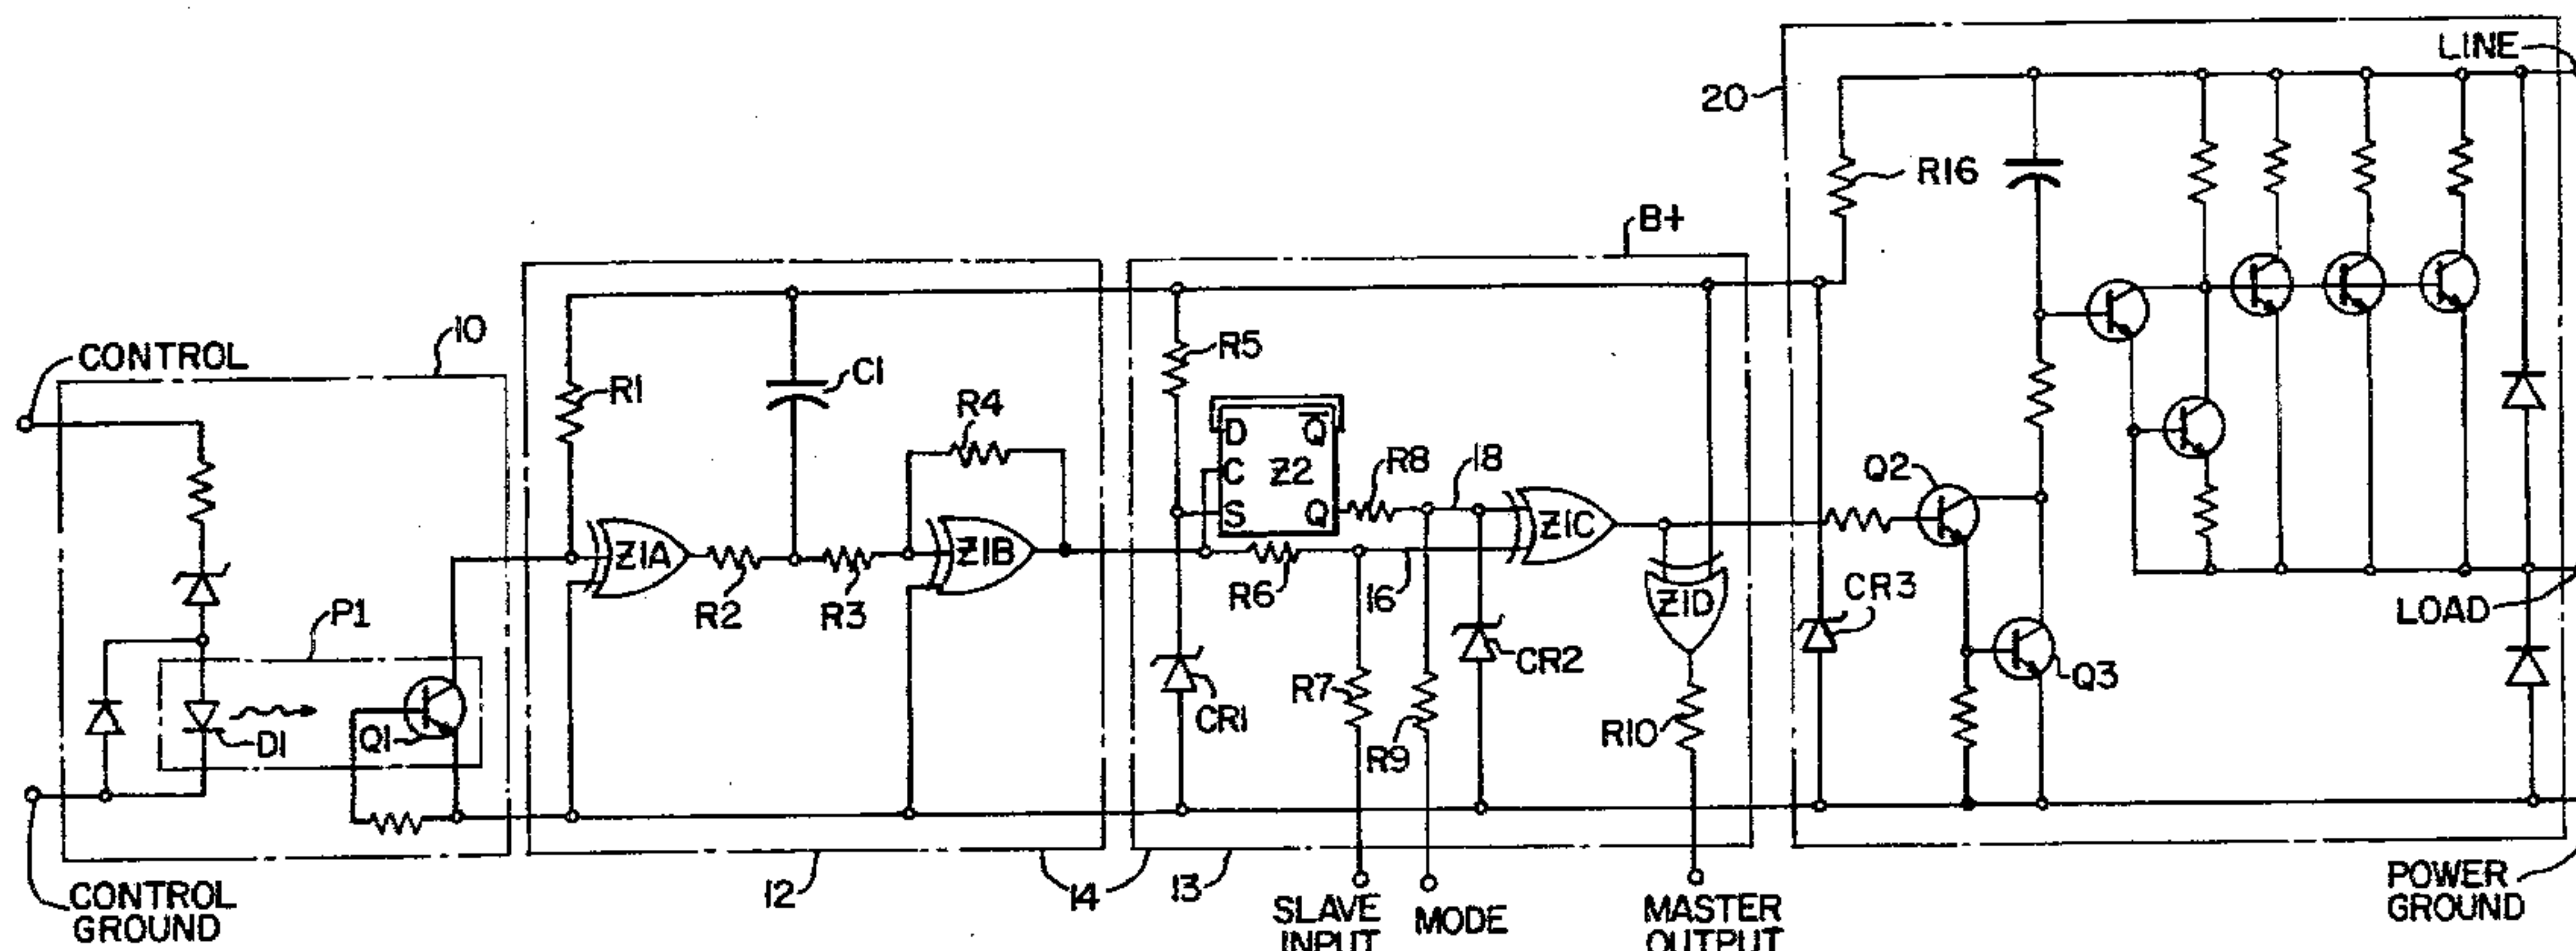 LINE
20
R16
B+
10
CONTROL
R1
C1
R5
R4
D Q
C Z2
S Q
R8
18
Q2
Z1A
Z1B
Z1C
R2
R3
R6
16
Z1D
CR3
LOAD
P1
CR2
R7
Q3
CR1
Q1
D1
R9
R10
12
14
13
CONTROL
GROUND
SLAVE
INPUT
MODE
MASTER
OUTPUT
POWER
GROUND